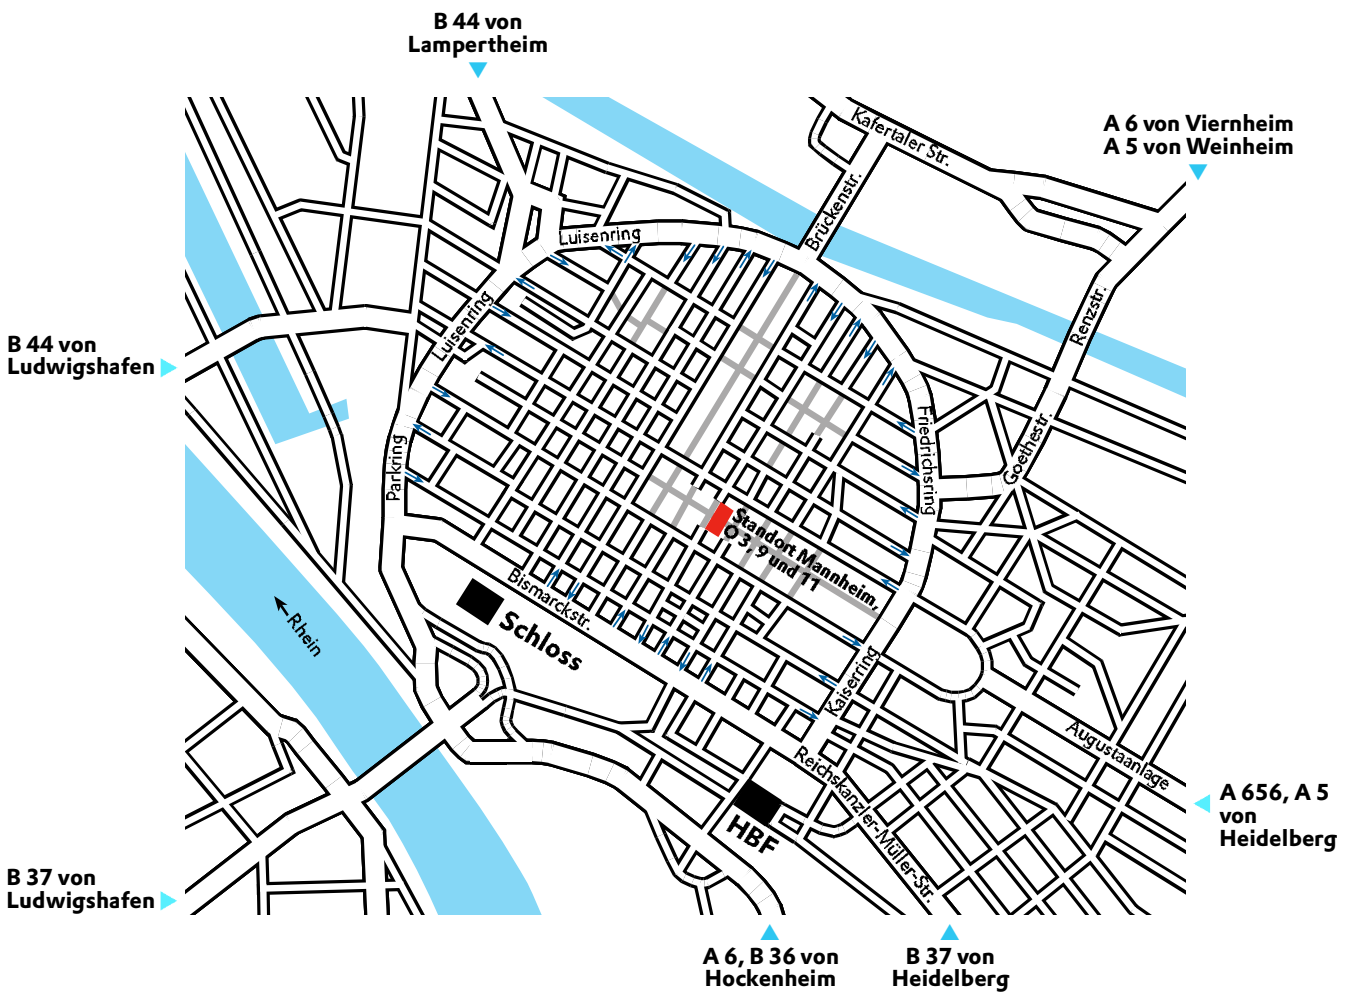 B 44 von
Lampertheim
A 6 von Viernheim
A 5 von Weinheim
Kafertaler Str.
Brückenstr.
Luisenring
Renzstr.
Luisenring
B 44 von
Ludwigshafen
Friedrichsring
Goethestr.
Parkring
Standort Mannheim,
O 3, 9 und 11
Bismarckstr.
Schloss
Rhein
Kaiserring
Augustaanlage
Reichskanzler-Müller-Str.
A 656, A 5
von
Heidelberg
HBF
B 37 von
Ludwigshafen
A 6, B 36 von
Hockenheim
B 37 von
Heidelberg